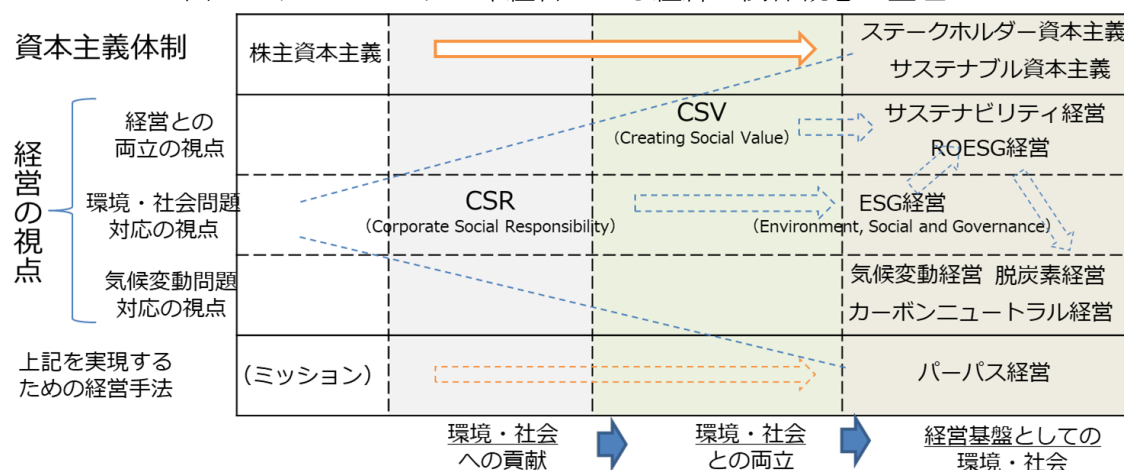 資本主義体制
株主資本主義
ステークホルダー資本主義
サステナブル資本主義
経営の視点
経営との
両立の視点
CSV
（Creating Social Value）
サステナビリティ経営
ROESG経営
環境・社会問題
対応の視点
CSR
（Corporate Social Responsibility）
ESG経営
（Environment, Social and Governance）
気候変動問題
対応の視点
気候変動経営 脱炭素経営
カーボンニュートラル経営
上記を実現する
ための経営手法
（ミッション）
パーパス経営
環境・社会
への貢献
環境・社会
との両立
経営基盤としての
環境・社会